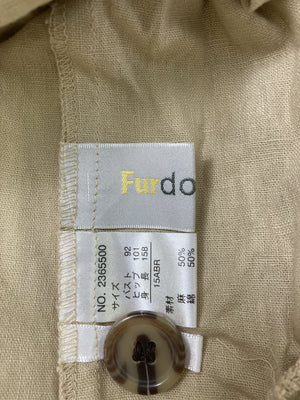 Furdo
NO. 2365500
サイズ
バスト 92
ヒップ 101
身長 158
15ABR
素材 麻 50%
綿 50%